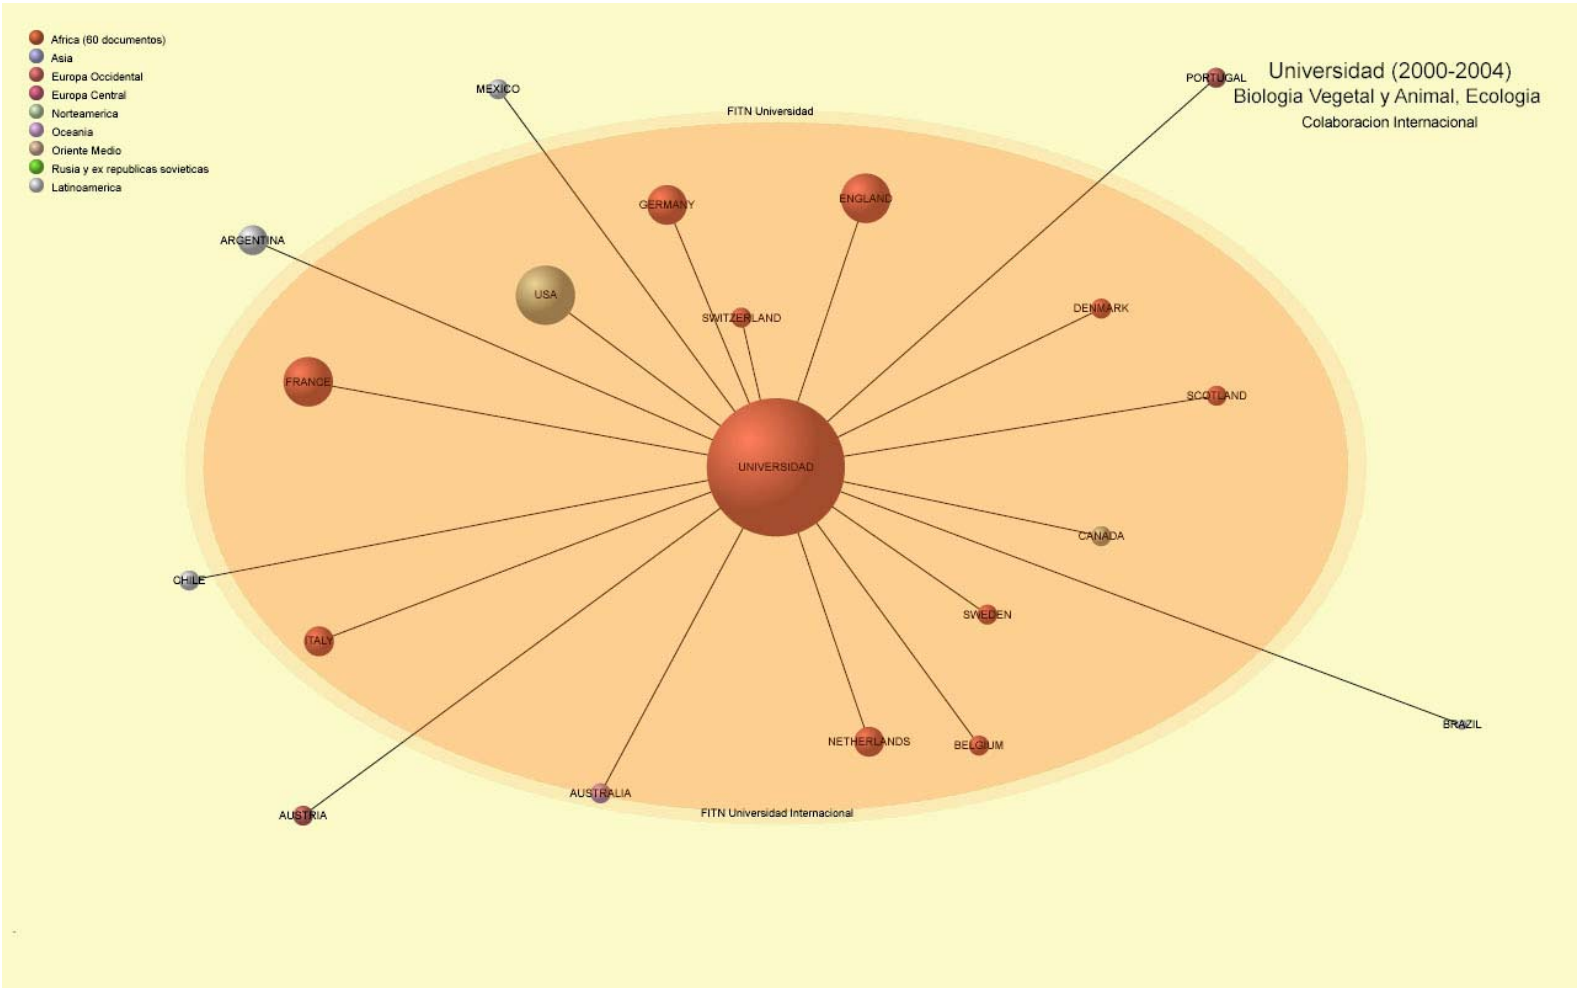 Africa (60 documentos)
Asia
Europa Occidental
Europa Central
Norteamerica
Oceania
Oriente Medio
Rusia y ex republicas sovieticas
Latinoamerica
Universidad (2000-2004)
Biologia Vegetal y Animal, Ecologia
Colaboracion Internacional
PORTUGAL
MEXICO
FITN Universidad
GERMANY
ENGLAND
ARGENTINA
USA
SWITZERLAND
DENMARK
FRANCE
SCOTLAND
UNIVERSIDAD
CANADA
CHILE
SWEDEN
ITALY
BRAZIL
NETHERLANDS
BELGIUM
AUSTRALIA
AUSTRIA
FITN Universidad Internacional